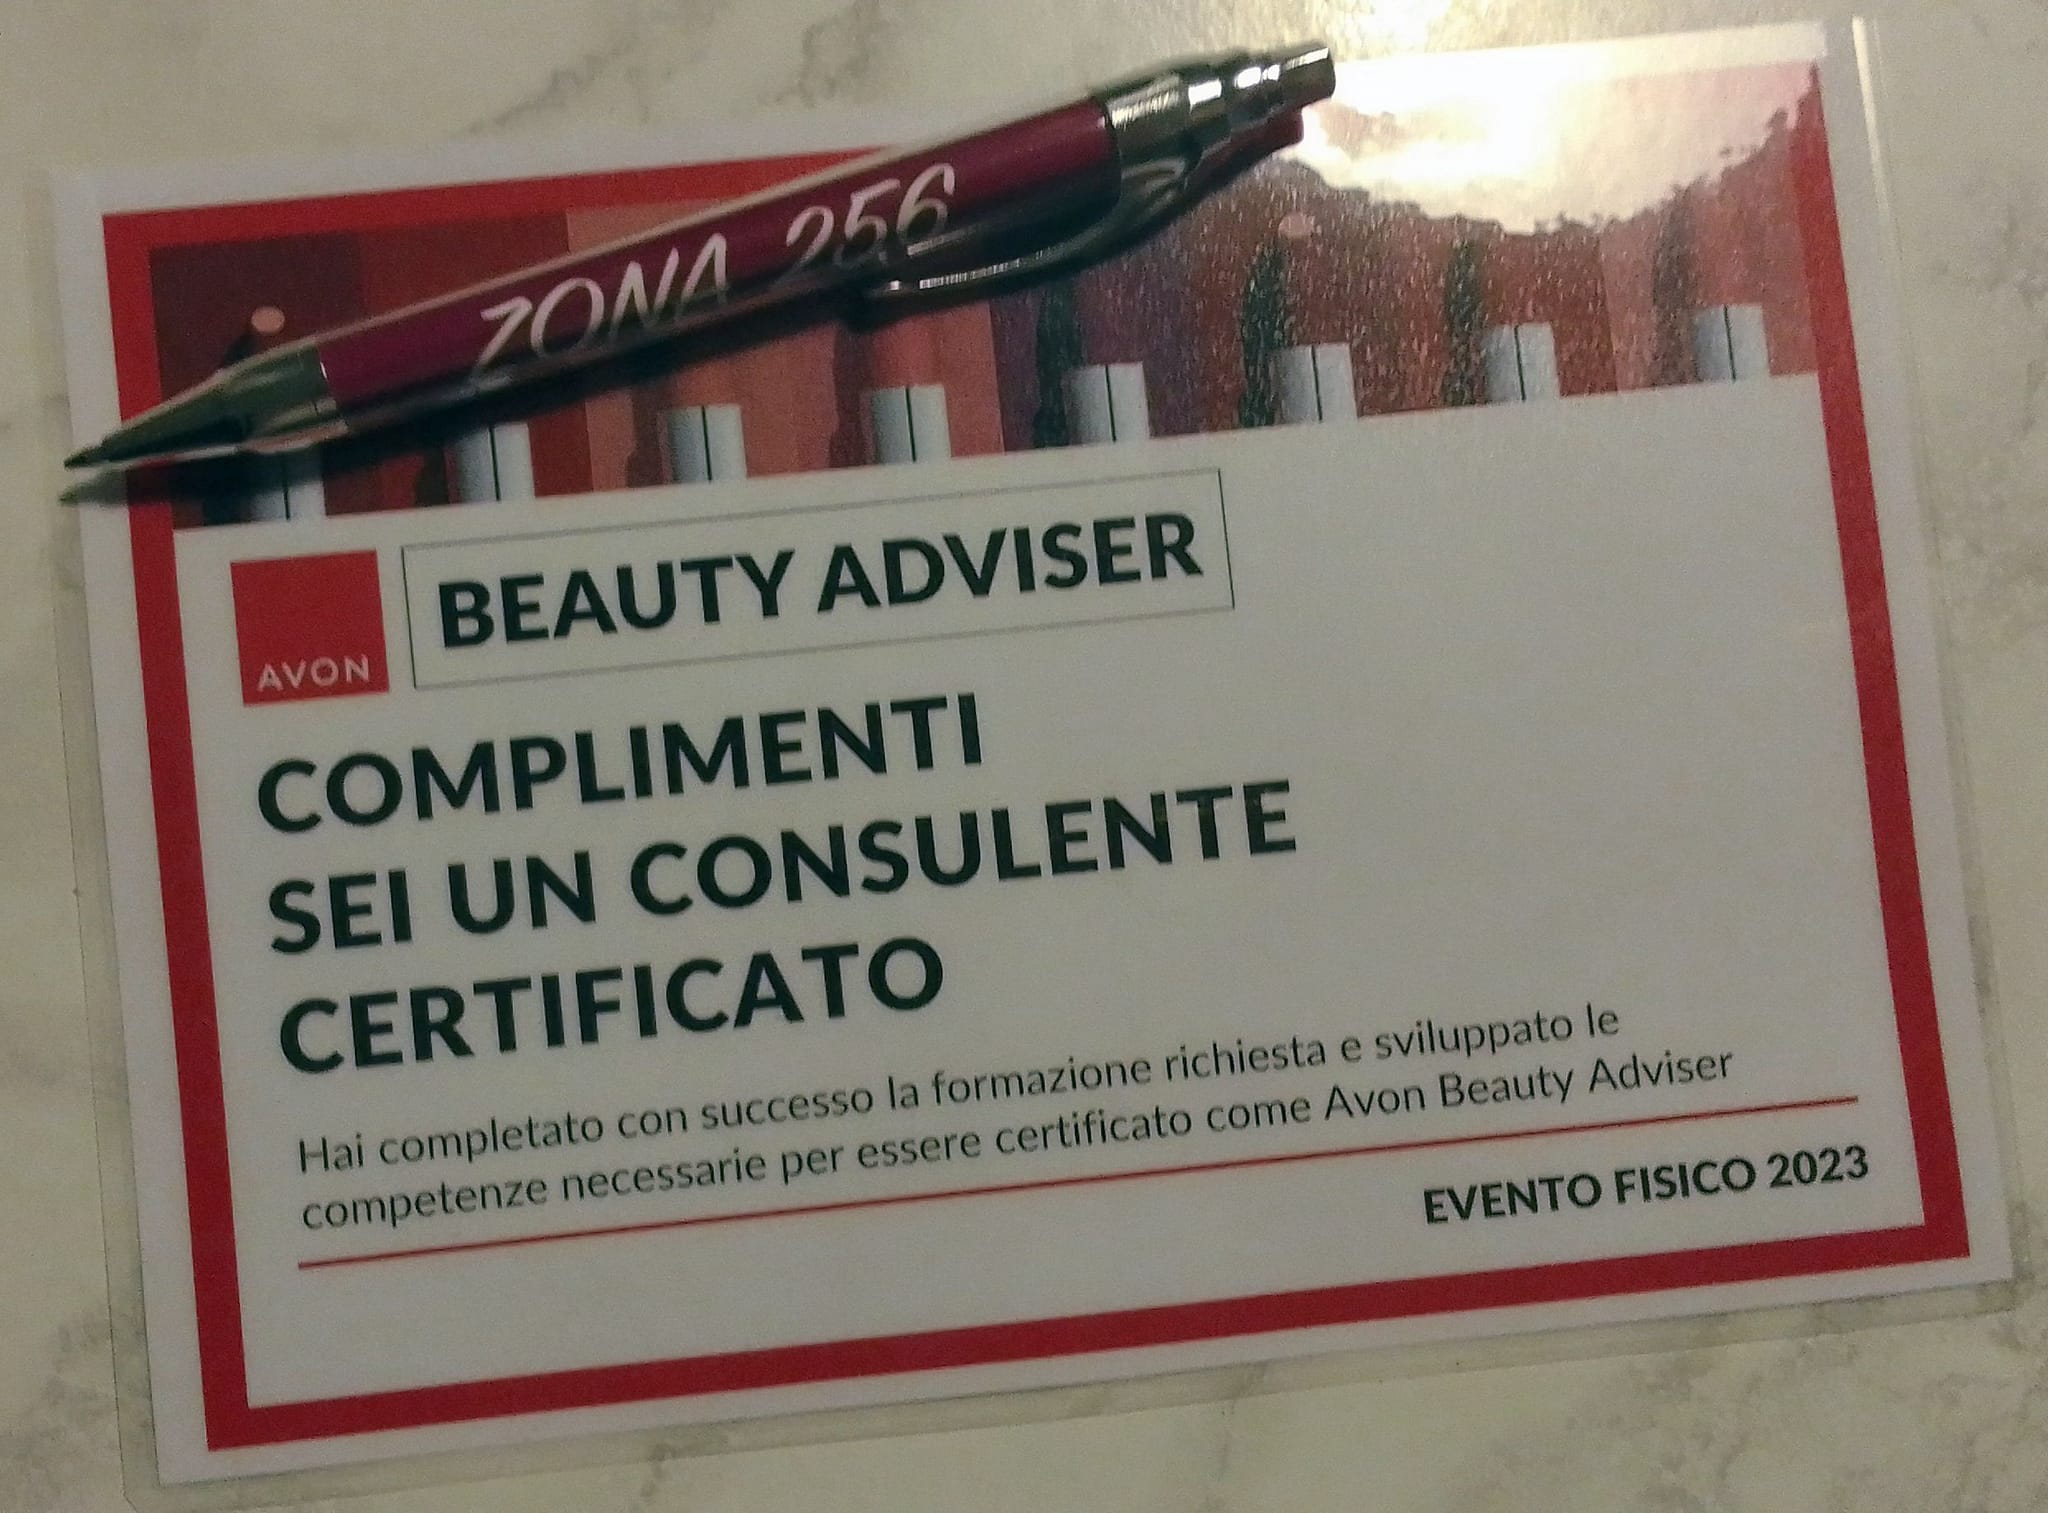 ZONA 256
AVON
BEAUTY ADVISER
COMPLIMENTI
SEI UN CONSULENTE
CERTIFICATO
Hai completato con successo la formazione richiesta e sviluppato le
competenze necessarie per essere certificato come Avon Beauty Adviser
EVENTO FISICO 2023